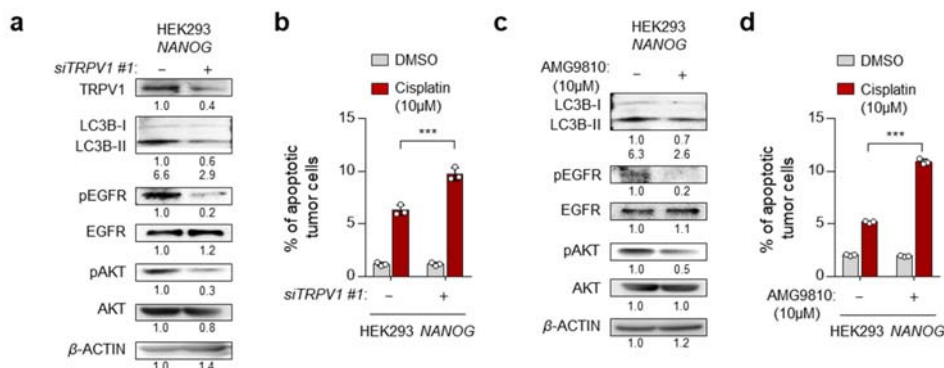 a
HEK293
NANOG
siTRPV1 #1: − +
TRPV1
1.0 0.4
LC3B-I
LC3B-II
1.0 0.6
6.6 2.9
pEGFR
1.0 0.2
EGFR
1.0 1.2
pAKT
1.0 0.3
AKT
1.0 0.8
β-ACTIN
1.0 1.4
b
DMSO
Cisplatin
(10μM)
***
% of apoptotic
tumor cells
15
10
5
0
siTRPV1 #1: − +
HEK293 NANOG
c
HEK293
NANOG
AMG9810
(10μM) − +
LC3B-I
LC3B-II
1.0 0.7
6.3 2.6
pEGFR
1.0 0.2
EGFR
1.0 1.1
pAKT
1.0 0.5
AKT
1.0 1.0
β-ACTIN
1.0 1.2
d
DMSO
Cisplatin
(10μM)
***
% of apoptotic
tumor cells
15
10
5
0
AMG9810: − +
(10μM)
HEK293 NANOG